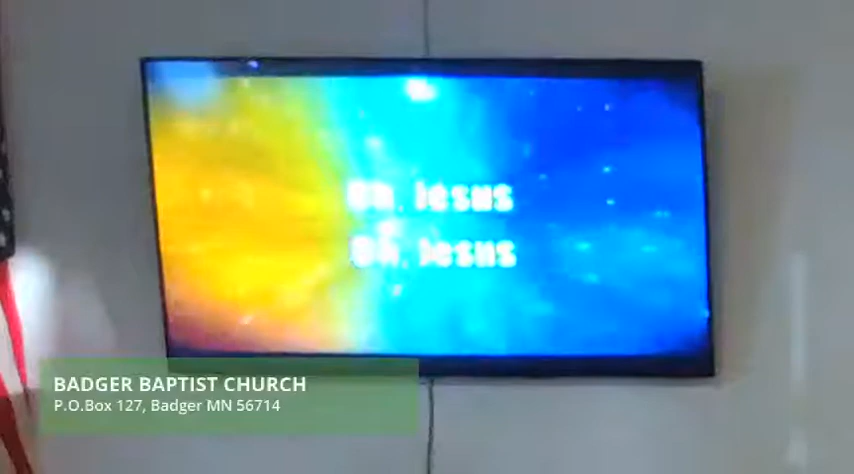 Oh, Jesus
Oh, Jesus
BADGER BAPTIST CHURCH
P.O.Box 127, Badger MN 56714